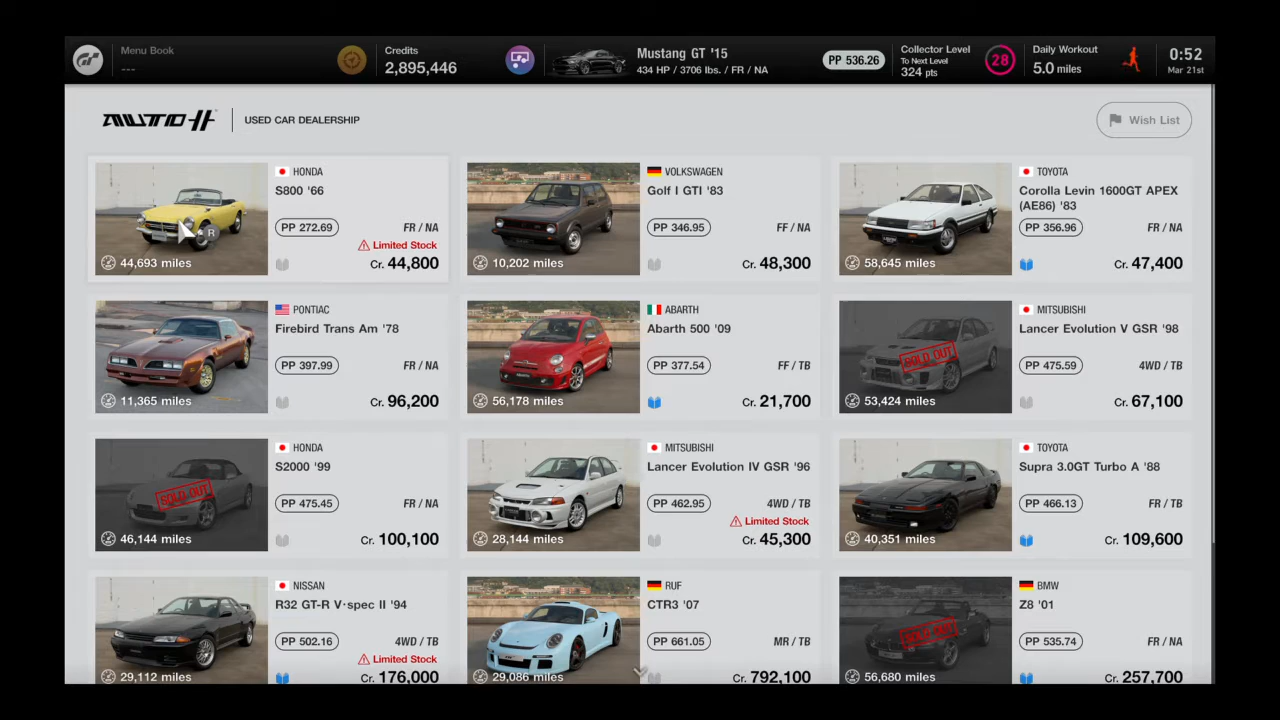 Menu Book
---
Credits
2,895,446
Mustang GT '15
434 HP / 3706 lbs. / FR / NA
PP 536.26
Collector Level
To Next Level
324 pts
28
Daily Workout
5.0 miles
0:52
Mar 21st
AUTO
USED CAR DEALERSHIP
Wish List
HONDA
S800 '66
PP 272.69
FR / NA
Limited Stock
R
44,693 miles
Cr. 44,800
VOLKSWAGEN
Golf I GTI '83
PP 346.95
FF / NA
10,202 miles
Cr. 48,300
TOYOTA
Corolla Levin 1600GT APEX
(AE86) '83
PP 356.96
FR / NA
58,645 miles
Cr. 47,400
PONTIAC
Firebird Trans Am '78
PP 397.99
FR / NA
11,365 miles
Cr. 96,200
ABARTH
Abarth 500 '09
PP 377.54
FF / TB
56,178 miles
Cr. 21,700
MITSUBISHI
Lancer Evolution V GSR '98
SOLD OUT
PP 475.59
4WD / TB
53,424 miles
Cr. 67,100
HONDA
S2000 '99
SOLD OUT
PP 475.45
FR / NA
46,144 miles
Cr. 100,100
MITSUBISHI
Lancer Evolution IV GSR '96
PP 462.95
4WD / TB
Limited Stock
28,144 miles
Cr. 45,300
TOYOTA
Supra 3.0GT Turbo A '88
PP 466.13
FR / TB
40,351 miles
Cr. 109,600
NISSAN
R32 GT-R V·spec II '94
PP 502.16
4WD / TB
Limited Stock
29,112 miles
Cr. 176,000
RUF
CTR3 '07
PP 661.05
MR / TB
29,086 miles
Cr. 792,100
BMW
Z8 '01
SOLD OUT
PP 535.74
FR / NA
56,680 miles
Cr. 257,700